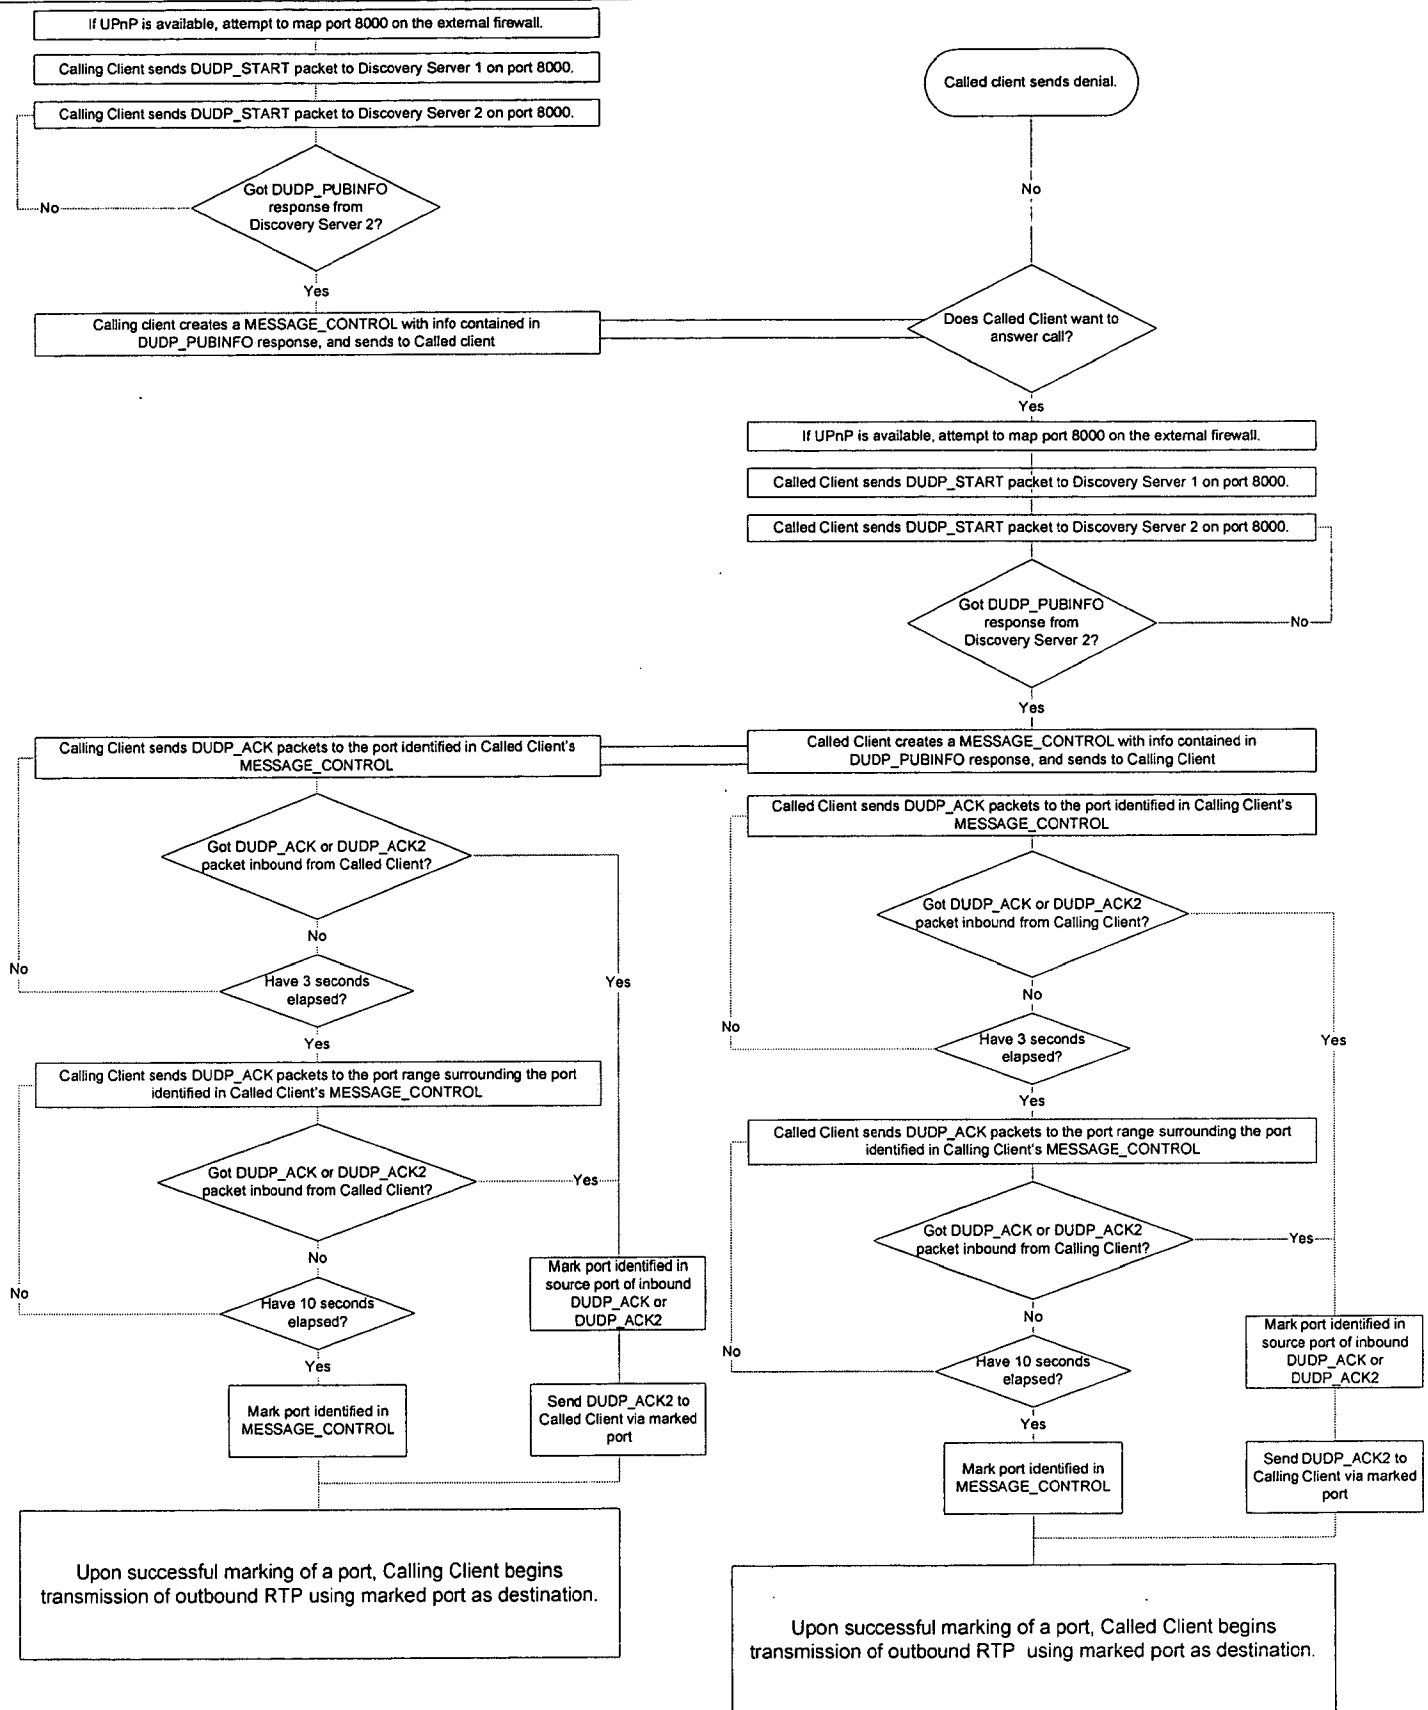 If UPnP is available, attempt to map port 8000 on the external firewall.
Calling Client sends DUDP_START packet to Discovery Server 1 on port 8000.
Calling Client sends DUDP_START packet to Discovery Server 2 on port 8000.
Got DUDP_PUBINFO
response from
Discovery Server 2?
No
Yes
Calling client creates a MESSAGE_CONTROL with info contained in
DUDP_PUBINFO response, and sends to Called client
Called client sends denial.
No
Does Called Client want to
answer call?
Yes
If UPnP is available, attempt to map port 8000 on the external firewall.
Called Client sends DUDP_START packet to Discovery Server 1 on port 8000.
Called Client sends DUDP_START packet to Discovery Server 2 on port 8000.
Got DUDP_PUBINFO
response from
Discovery Server 2?
No
Yes
Called Client creates a MESSAGE_CONTROL with info contained in
DUDP_PUBINFO response, and sends to Calling Client
Calling Client sends DUDP_ACK packets to the port identified in Called Client's
MESSAGE_CONTROL
Got DUDP_ACK or DUDP_ACK2
packet inbound from Called Client?
No
Yes
Have 3 seconds
elapsed?
No
Yes
Calling Client sends DUDP_ACK packets to the port range surrounding the port
identified in Called Client's MESSAGE_CONTROL
Got DUDP_ACK or DUDP_ACK2
packet inbound from Called Client?
Yes
No
Have 10 seconds
elapsed?
No
Yes
Mark port identified in
MESSAGE_CONTROL
Mark port identified in
source port of inbound
DUDP_ACK or
DUDP_ACK2
Send DUDP_ACK2 to
Called Client via marked
port
Upon successful marking of a port, Calling Client begins
transmission of outbound RTP using marked port as destination.
Called Client sends DUDP_ACK packets to the port identified in Calling Client's
MESSAGE_CONTROL
Got DUDP_ACK or DUDP_ACK2
packet inbound from Calling Client?
No
Yes
Have 3 seconds
elapsed?
No
Yes
Called Client sends DUDP_ACK packets to the port range surrounding the port
identified in Calling Client's MESSAGE_CONTROL
Got DUDP_ACK or DUDP_ACK2
packet inbound from Calling Client?
Yes
No
Have 10 seconds
elapsed?
No
Yes
Mark port identified in
MESSAGE_CONTROL
Mark port identified in
source port of inbound
DUDP_ACK or
DUDP_ACK2
Send DUDP_ACK2 to
Calling Client via marked
port
Upon successful marking of a port, Called Client begins
transmission of outbound RTP using marked port as destination.